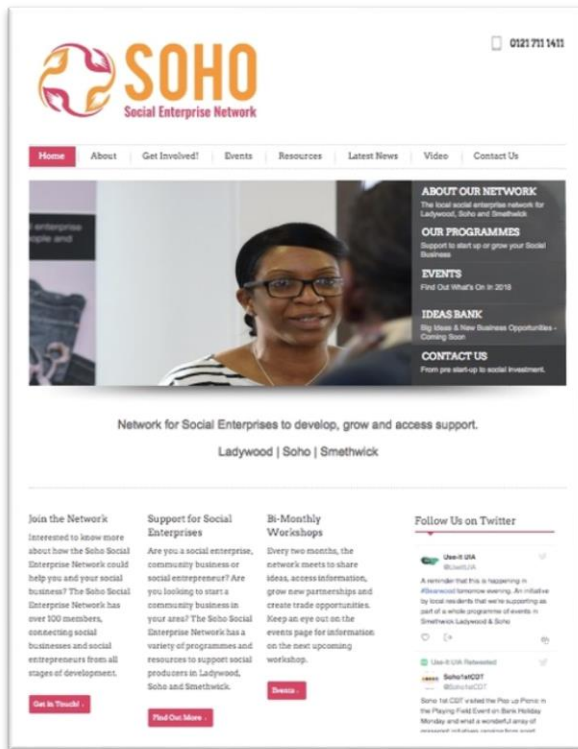 SOHO
Social Enterprise Network
0121 711 1411
Home
About
Get Involved!
Events
Resources
Latest News
Video
Contact Us
enterprise
ople and
ABOUT OUR NETWORK
The local social enterprise network for
Ladywood, Soho and Smethwick
OUR PROGRAMMES
Support to start up or grow your Social
Business
EVENTS
Find Out What's On in 2018
IDEAS BANK
Big Ideas & New Business Opportunities -
Coming Soon
CONTACT US
From pre start-up to social investment.
Network for Social Enterprises to develop, grow and access support.
Ladywood | Soho | Smethwick
Join the Network
Interested to know more
about how the Soho Social
Enterprise Network could
help you and your social
business? The Soho Social
Enterprise Network has
over 100 members,
connecting social
businesses and social
entrepreneurs from all
stages of development.
Get in Touch!
Support for Social
Enterprises
Are you a social enterprise,
community business or
social entrepreneur? Are
you looking to start a
community business in
your area? The Soho Social
Enterprise Network has a
variety of programmes and
resources to support social
producers in Ladywood,
Soho and Smethwick.
Find Out More
Bi-Monthly
Workshops
Every two months, the
network meets to share
ideas, access information,
grow new partnerships and
create trade opportunities.
Keep an eye out on the
events page for information
on the next upcoming
workshop.
Events
Follow Us on Twitter
Use-It UIA
@UseItUIA
A reminder that this is happening in
#Bearwood tomorrow evening. An initiative
by local residents that we're supporting as
part of a whole programme of events in
Smethwick Ladywood & Soho
Use-It UIA Retweeted
Soho1stCDT
@Soho1stCDT
Soho 1st CDT visited the Pop up Picnic in
the Playing Field Event on Bank Holiday
Monday and what a wonderful array of